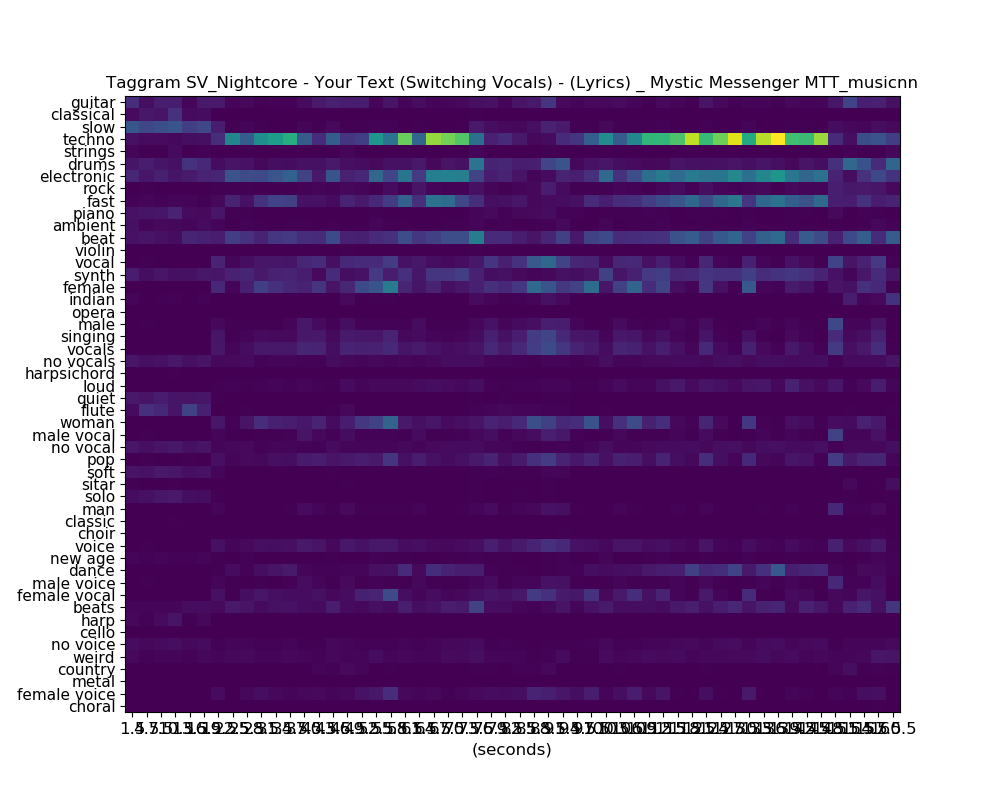 Taggram SV_Nightcore - Your Text (Switching Vocals) - (Lyrics) _ Mystic Messenger MTT_musicnn
guitar
classical
slow
techno
strings
drums
electronic
rock
fast
piano
ambient
beat
violin
vocal
synth
female
indian
opera
male
singing
vocals
no vocals
harpsichord
loud
quiet
flute
woman
male vocal
no vocal
pop
soft
sitar
solo
man
classic
choir
voice
new age
dance
male voice
female vocal
beats
harp
cello
no voice
weird
country
metal
female voice
choral
(seconds)